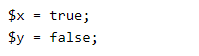 $x = true;
$y = false;